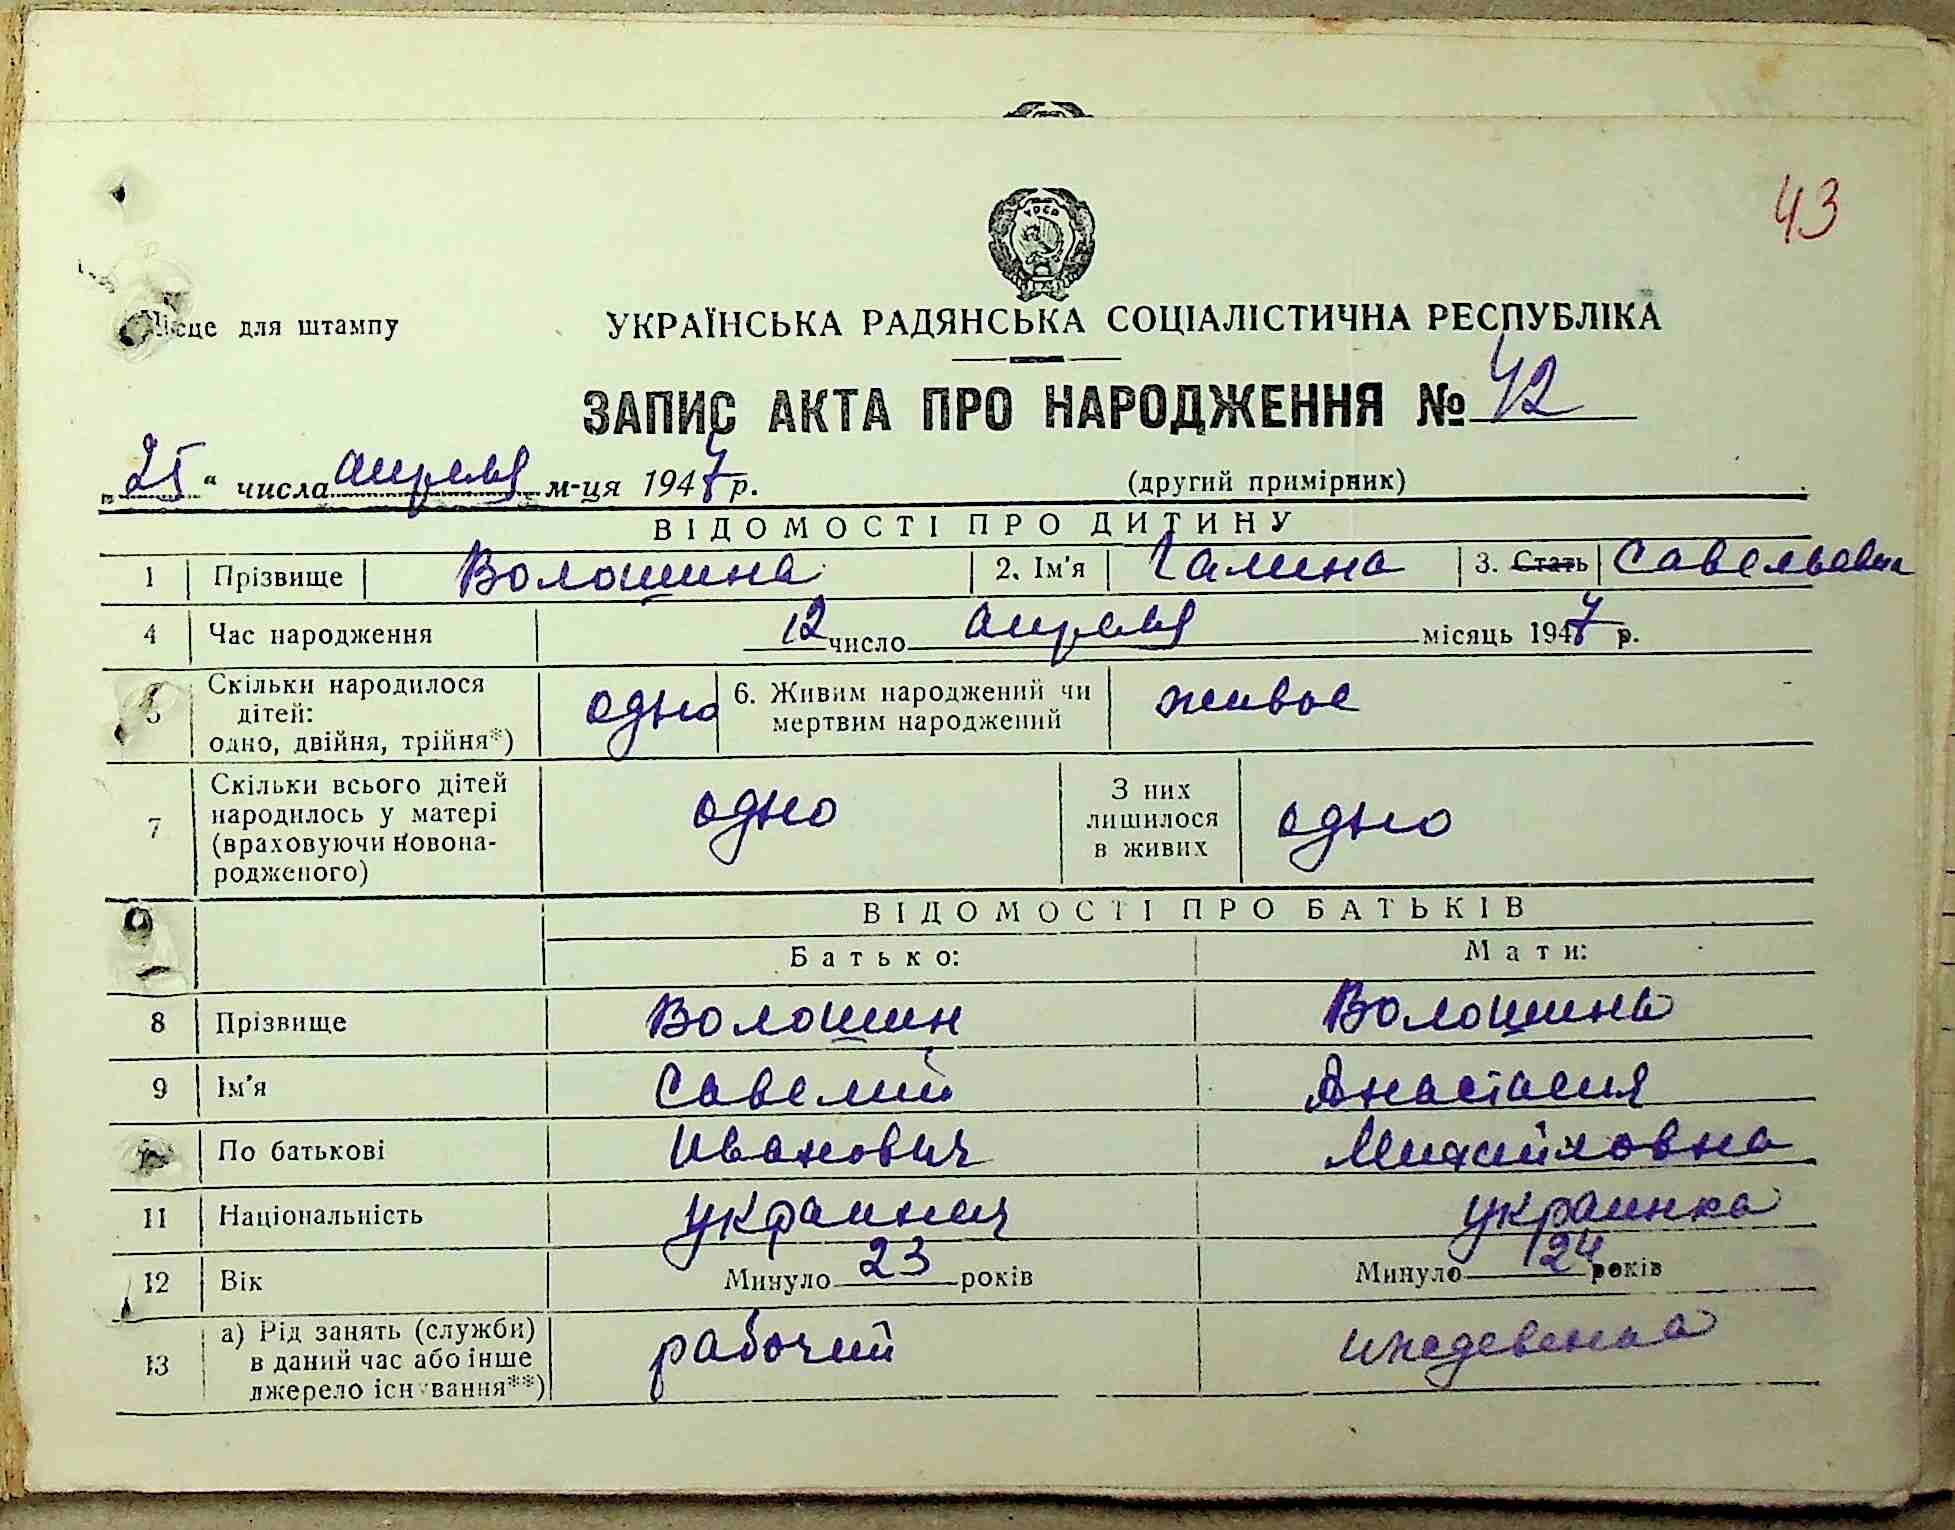 43
Місце для штампу
УКРАЇНСЬКА РАДЯНСЬКА СОЦІАЛІСТИЧНА РЕСПУБЛІКА
ЗАПИС АКТА ПРО НАРОДЖЕННЯ № 42
„25“ числа апреля м-ця 1947 р. (другий примірник)
ВІДОМОСТІ ПРО ДИТИНУ
1 Прізвище Волошина 2. Ім'я Галина 3. Стать Савельевна
4 Час народження 12 число апреля місяць 1947 р.
5 Скільки народилося дітей: одно, двійня, трійня*) одно 6. Живим народжений чи мертвим народжений живые
7 Скільки всього дітей народилось у матері (враховуючи новонародженого) одно З них лишилося в живих одно
ВІДОМОСТІ ПРО БАТЬКІВ
Батько: Мати:
8 Прізвище Волошин Волошина
9 Ім'я Савелий Анастасия
По батькові Иванович Михайловна
11 Національність украинец украинка
12 Вік Минуло 23 років Минуло 24 років
13 а) Рід занять (служби) в даний час або інше джерело існування**) рабочий иждевенка